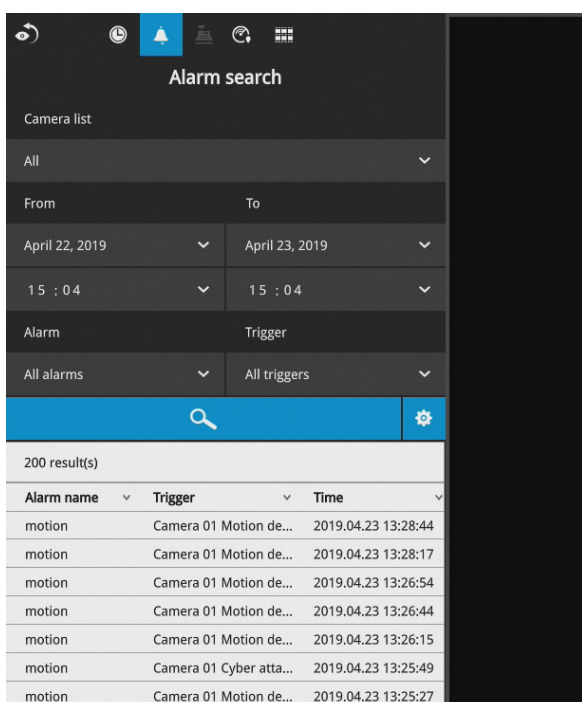 Alarm search
Camera list
All
From To
April 22, 2019 April 23, 2019
15 : 04 15 : 04
Alarm Trigger
All alarms All triggers
200 result(s)
Alarm name Trigger Time
motion Camera 01 Motion de... 2019.04.23 13:28:44
motion Camera 01 Motion de... 2019.04.23 13:28:17
motion Camera 01 Motion de... 2019.04.23 13:26:54
motion Camera 01 Motion de... 2019.04.23 13:26:44
motion Camera 01 Motion de... 2019.04.23 13:26:15
motion Camera 01 Cyber atta... 2019.04.23 13:25:49
motion Camera 01 Motion de... 2019.04.23 13:25:27